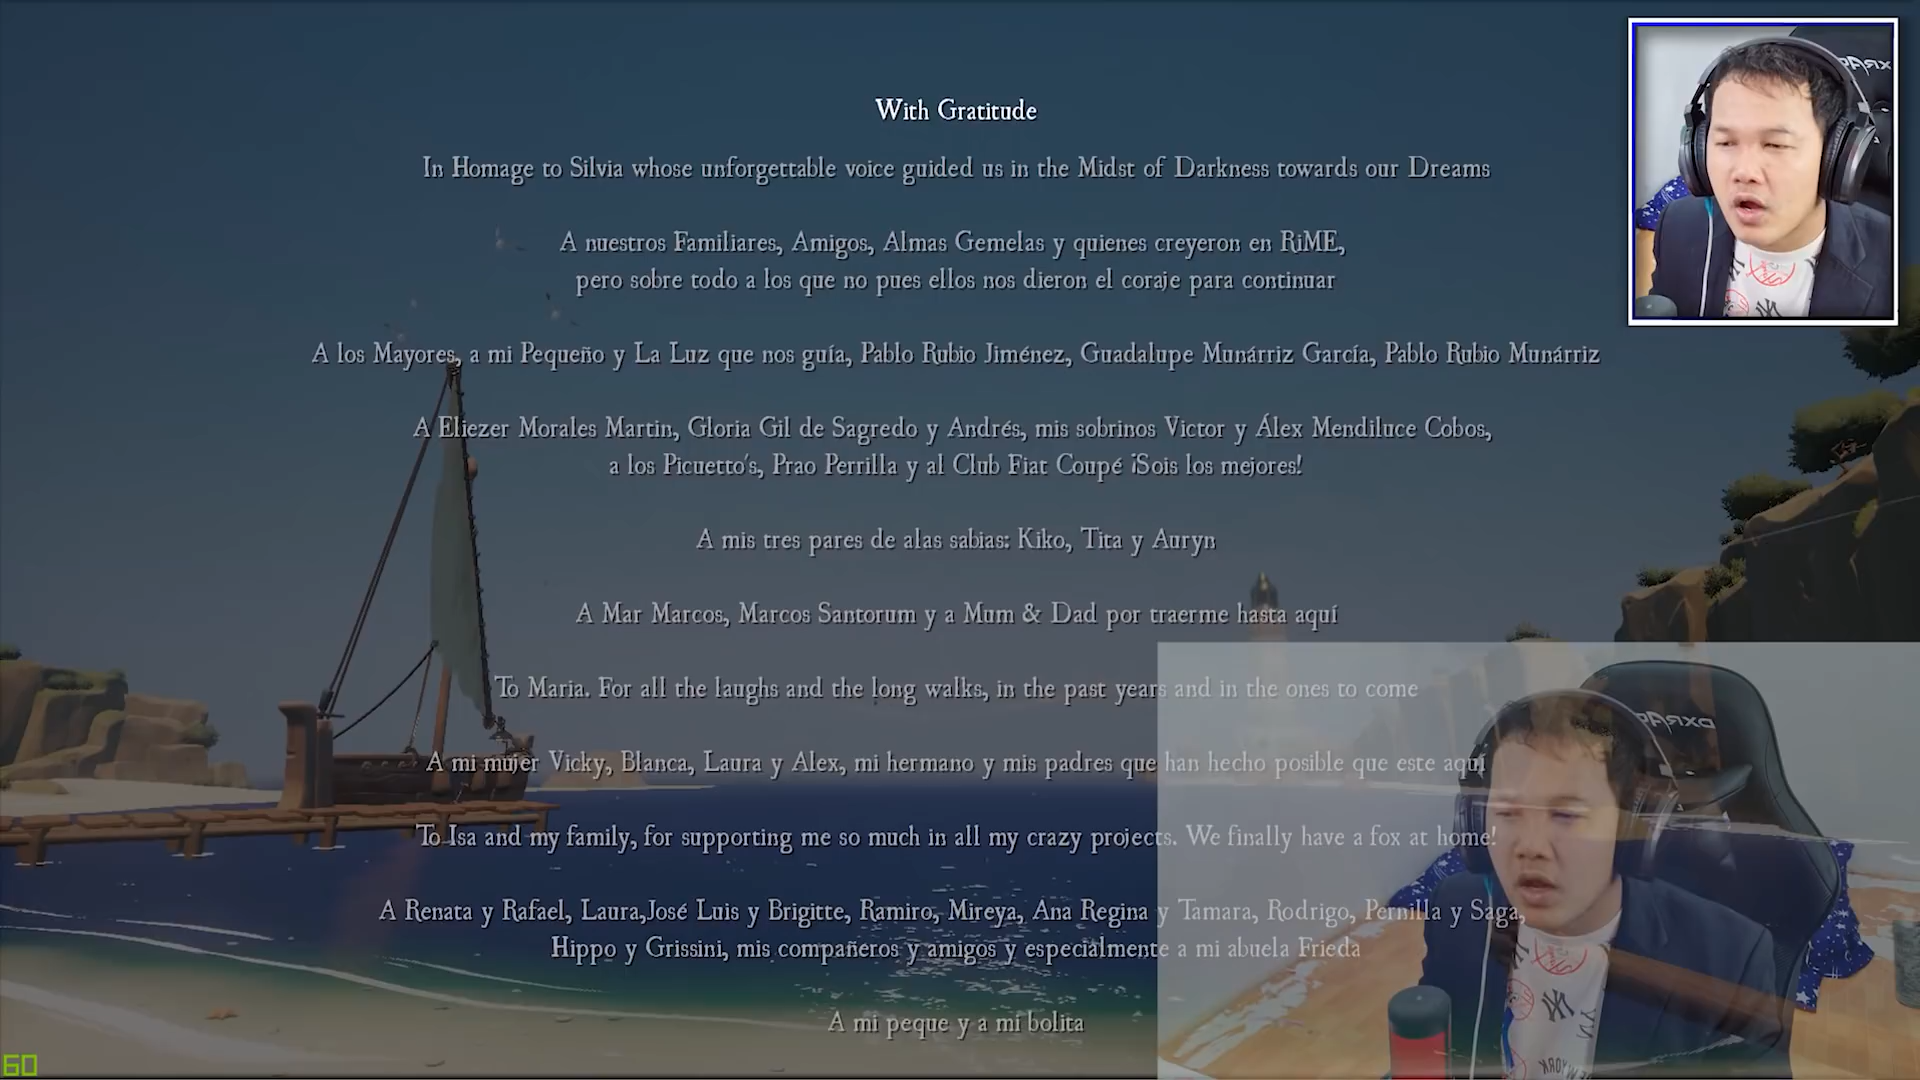 With Gratitude
In Homage to Silvia whose unforgettable voice guided us in the Midst of Darkness towards our Dreams
A nuestros Familiares, Amigos, Almas Gemelas y quienes creyeron en RiME,
pero sobre todo a los que no pues ellos nos dieron el coraje para continuar
A los Mayores, a mi Pequeño y La Luz que nos guía, Pablo Rubio Jiménez, Guadalupe Munárriz García, Pablo Rubio Munárriz
A Eliezer Morales Martin, Gloria Gil de Sagredo y Andrés, mis sobrinos Victor y Álex Mendiluce Cobos,
a los Picuetto's, Prao Perrilla y al Club Fiat Coupé ¡Sois los mejores!
A mis tres pares de alas sabias: Kiko, Tita y Auryn
A Mar Marcos, Marcos Santorum y a Mum & Dad por traerme hasta aquí
To Maria. For all the laughs and the long walks, in the past years and in the ones to come
A mi mujer Vicky, Blanca, Laura y Alex, mi hermano y mis padres que han hecho posible que este aquí
To Isa and my family, for supporting me so much in all my crazy projects. We finally have a fox at home!
A Renata y Rafael, Laura,José Luis y Brigitte, Ramiro, Mireya, Ana Regina y Tamara, Rodrigo, Pernilla y Saga,
Hippo y Grissini, mis compañeros y amigos y especialmente a mi abuela Frieda
A mi peque y a mi bolita
60